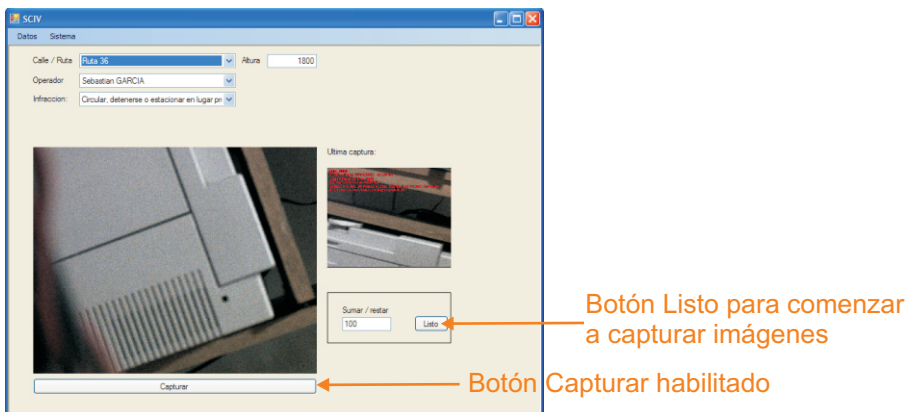 SCIV
Datos Sistema
Calle / Ruta Ruta 36 Altura 1800
Operador Sebastian GARCIA
Infraccion: Circular, detenerse o estacionar en lugar pr
Ultima captura:
Sumar / restar
100 Listo
Botón Listo para comenzar
a capturar imágenes
Capturar
Botón Capturar habilitado